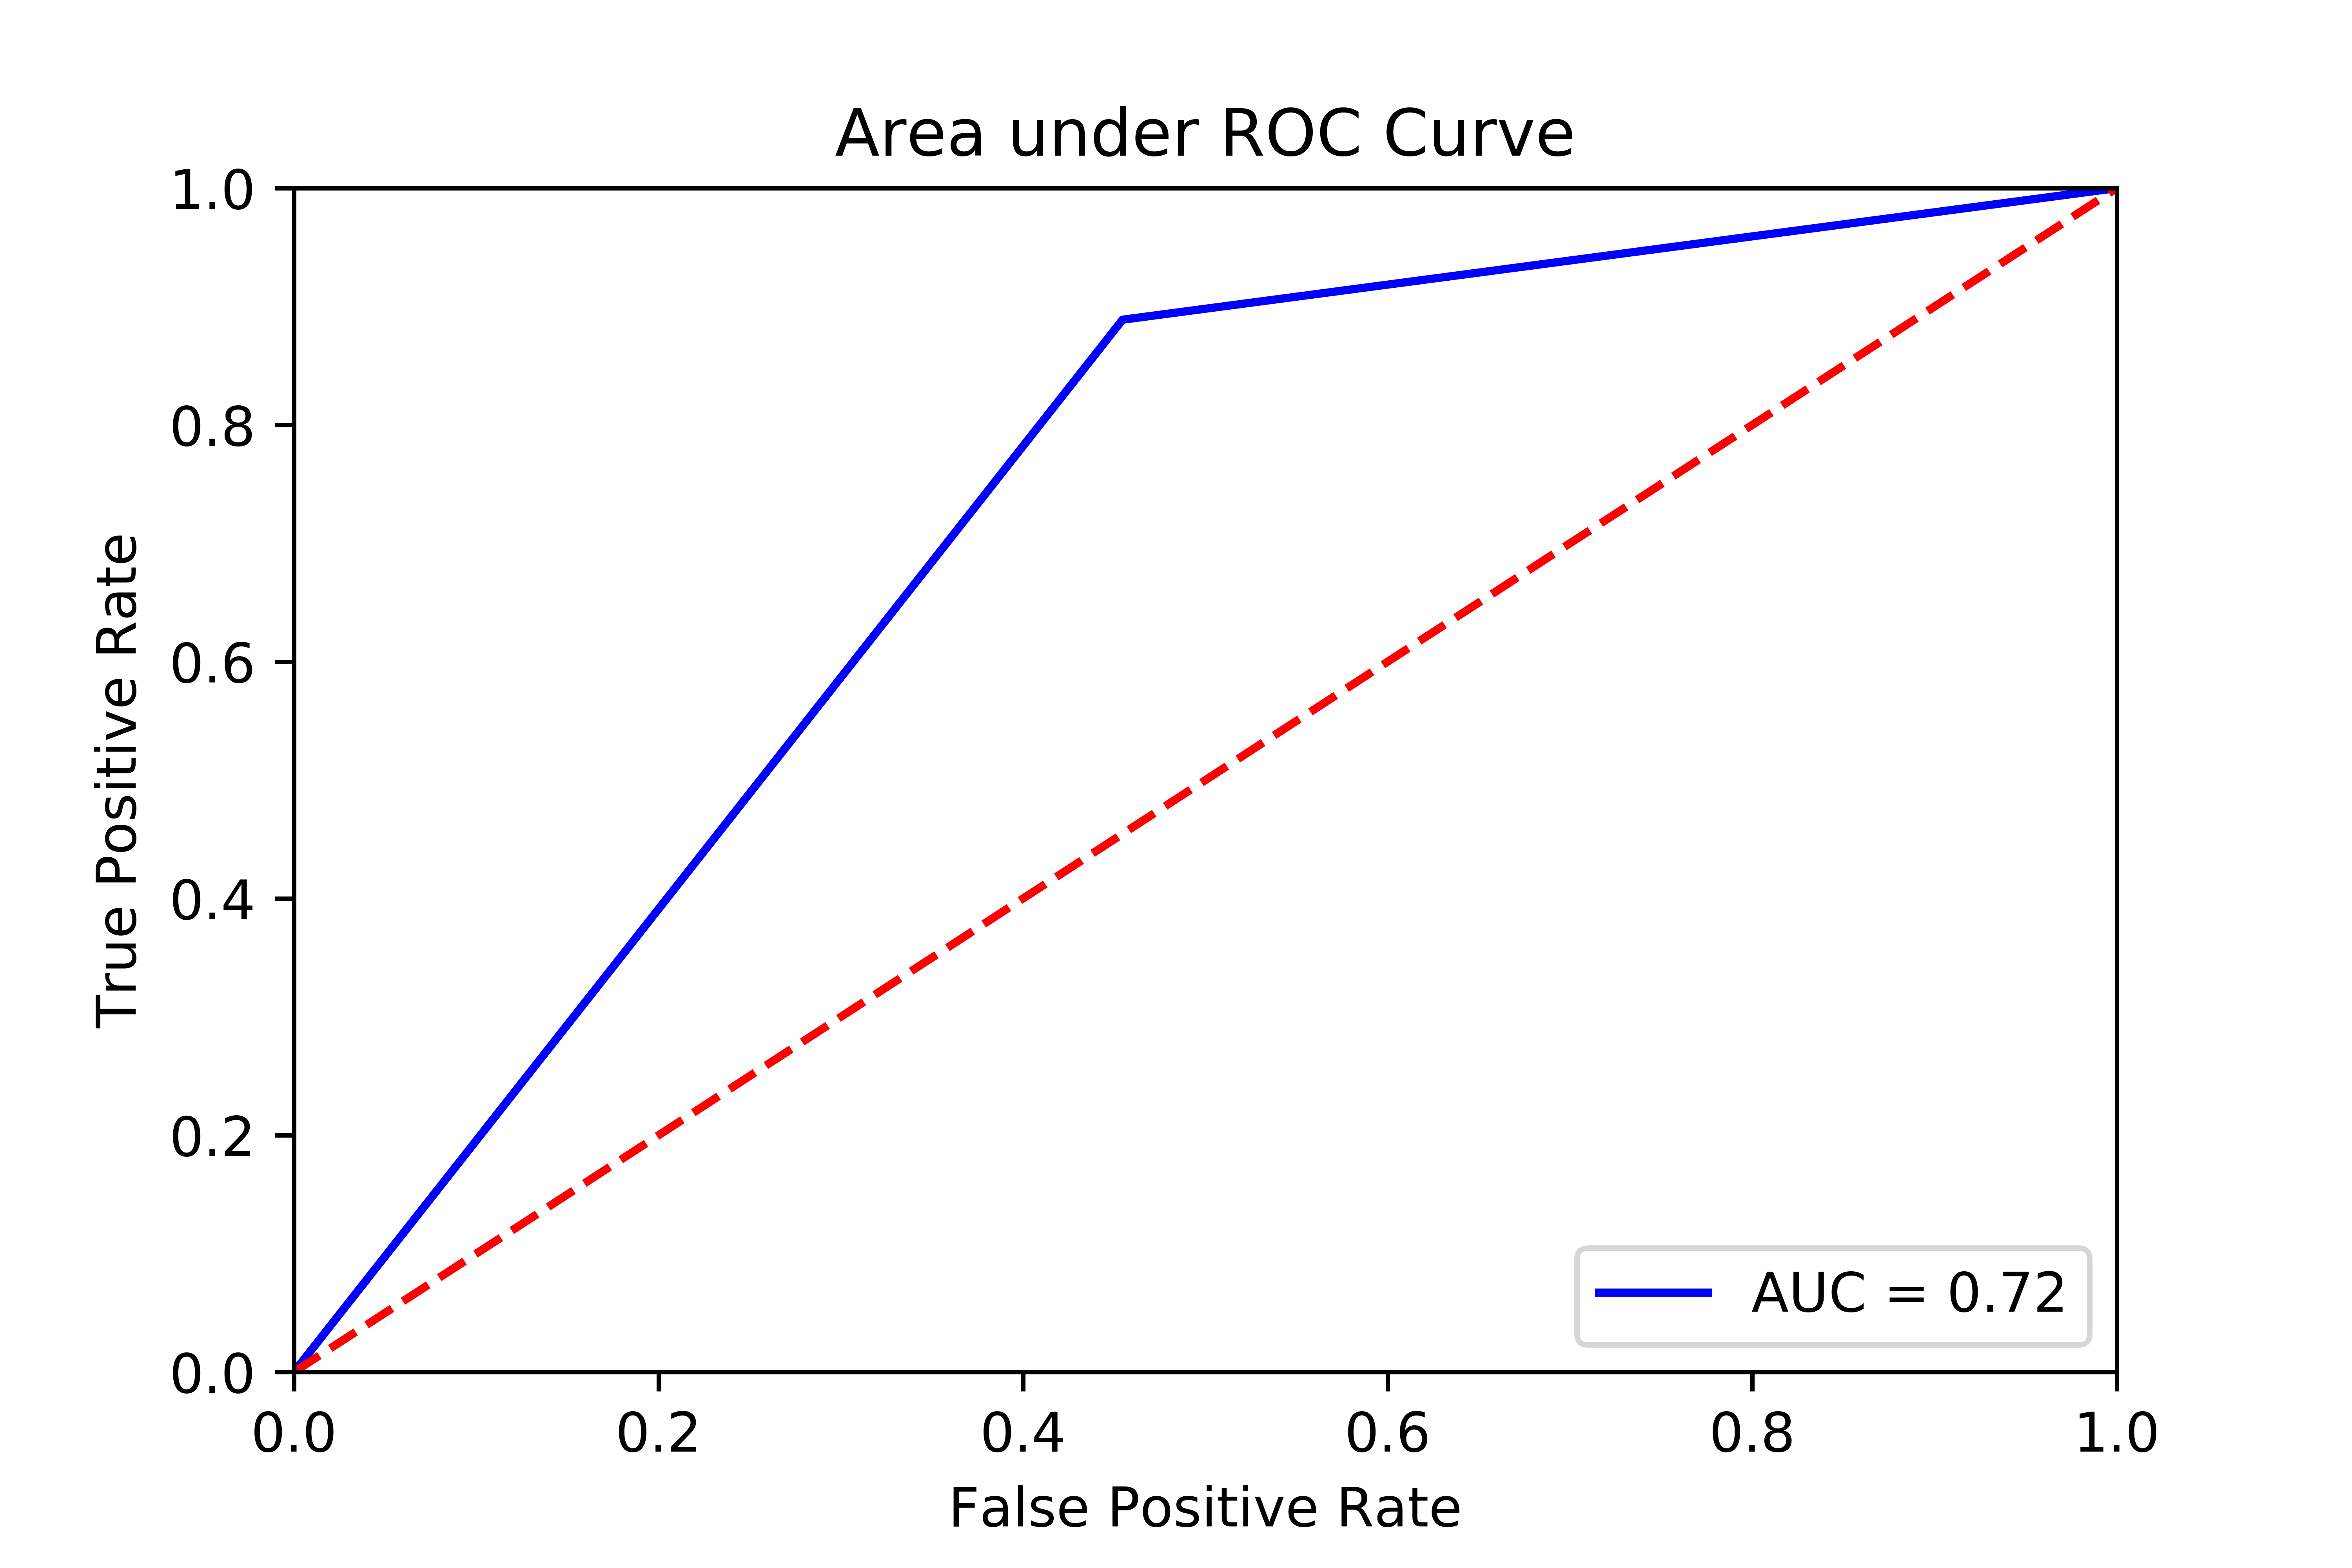 Area under ROC Curve
1.0
0.8
0.6
0.4
0.2
0.0
True Positive Rate
AUC = 0.72
0.0 0.2 0.4 0.6 0.8 1.0
False Positive Rate